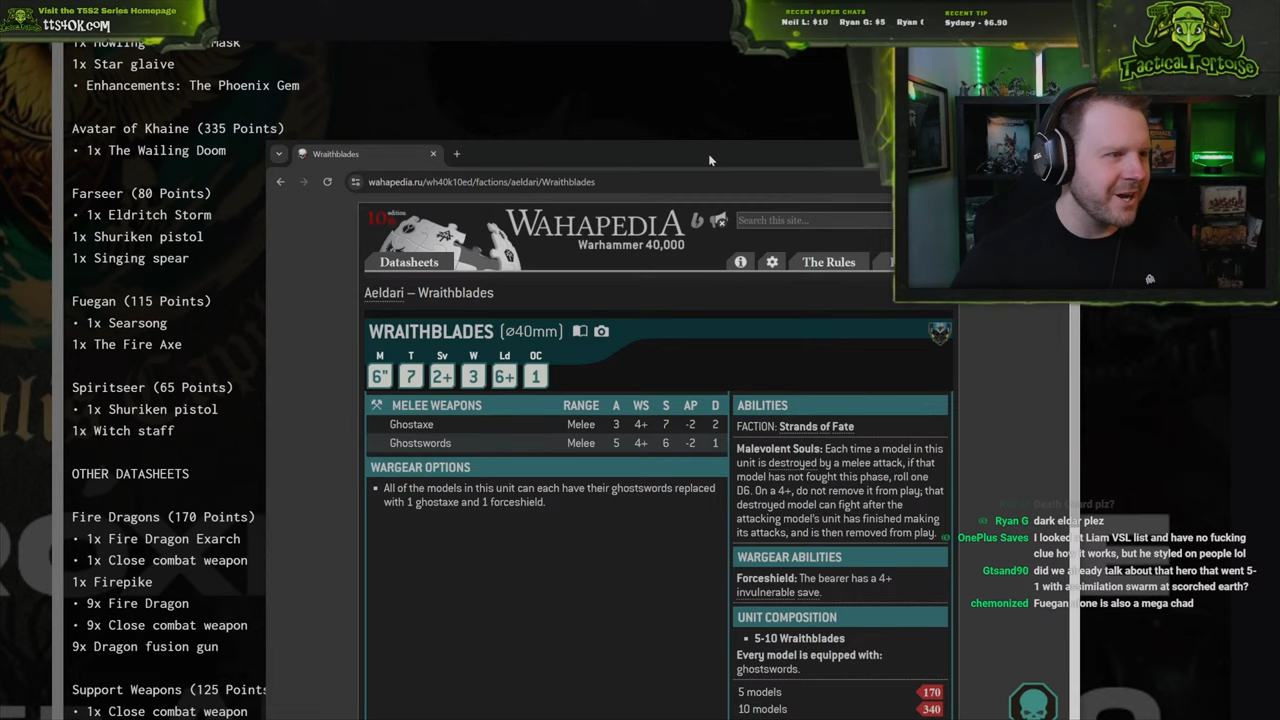 Visit the T5S2 Series Homepage
tts40k.com
RECENT SUPER CHATS
Neil L: $10 Ryan G: $5 Ryan
RECENT TIP
Sydney - $6.90
TacticalTortoise
Mask
1x Star glaive
• Enhancements: The Phoenix Gem
Avatar of Khaine (335 Points)
• 1x The Wailing Doom
Farseer (80 Points)
• 1x Eldritch Storm
1x Shuriken pistol
1x Singing spear
Fuegan (115 Points)
• 1x Searsong
1x The Fire Axe
Spiritseer (65 Points)
• 1x Shuriken pistol
1x Witch staff
OTHER DATASHEETS
Fire Dragons (170 Points)
• 1x Fire Dragon Exarch
• 1x Close combat weapon
1x Firepike
• 9x Fire Dragon
• 9x Close combat weapon
9x Dragon fusion gun
Support Weapons (125 Points
• 1x Close combat weapon
Wraithblades
wahapedia.ru/wh40k10ed/factions/aeldari/Wraithblades
10th edition
WAHAPEDIA
Warhammer 40,000
Search this site...
Datasheets
The Rules
Aeldari – Wraithblades
WRAITHBLADES (⌀40mm)
M T Sv W Ld OC
6" 7 2+ 3 6+ 1
MELEE WEAPONS RANGE A WS S AP D
Ghostaxe Melee 3 4+ 7 -2 2
Ghostswords Melee 5 4+ 6 -2 1
WARGEAR OPTIONS
▪ All of the models in this unit can each have their ghostswords replaced
with 1 ghostaxe and 1 forceshield.
ABILITIES
FACTION: Strands of Fate
Malevolent Souls: Each time a model in this
unit is destroyed by a melee attack, if that
model has not fought this phase, roll one
D6. On a 4+, do not remove it from play; that
destroyed model can fight after the
attacking model's unit has finished making
its attacks, and is then removed from play.
WARGEAR ABILITIES
Forceshield: The bearer has a 4+
invulnerable save.
UNIT COMPOSITION
▪ 5-10 Wraithblades
Every model is equipped with:
ghostswords.
5 models 170
10 models 340
Death Guard plz?
Ryan G dark eldar plez
OnePlus Saves I looked at Liam VSL list and have no fucking
clue how it works, but he styled on people lol
Gtsand90 did we already talk about that hero that went 5-
1 with assimilation swarm at scorched earth?
chemonized Fuegan alone is also a mega chad